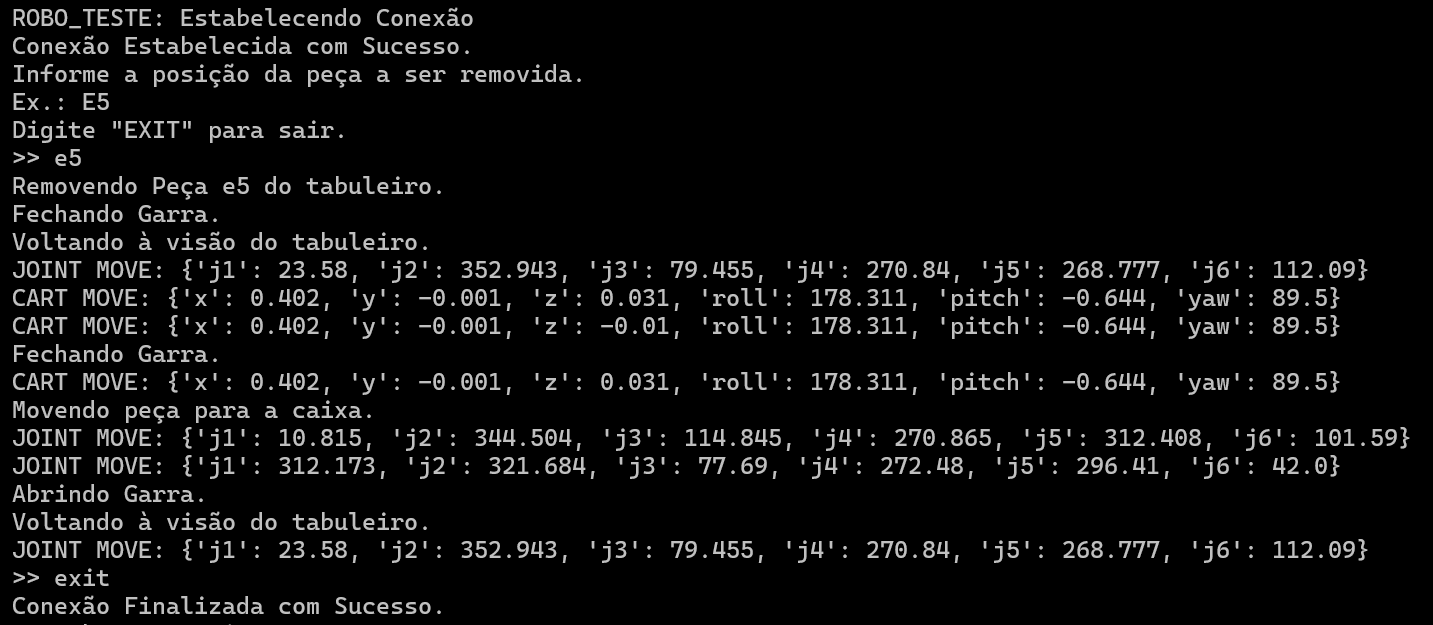 ROBO_TESTE: Estabelecendo Conexão
Conexão Estabelecida com Sucesso.
Informe a posição da peça a ser removida.
Ex.: E5
Digite "EXIT" para sair.
>> e5
Removendo Peça e5 do tabuleiro.
Fechando Garra.
Voltando à visão do tabuleiro.
JOINT MOVE: {'j1': 23.58, 'j2': 352.943, 'j3': 79.455, 'j4': 270.84, 'j5': 268.777, 'j6': 112.09}
CART MOVE: {'x': 0.402, 'y': -0.001, 'z': 0.031, 'roll': 178.311, 'pitch': -0.644, 'yaw': 89.5}
CART MOVE: {'x': 0.402, 'y': -0.001, 'z': -0.01, 'roll': 178.311, 'pitch': -0.644, 'yaw': 89.5}
Fechando Garra.
CART MOVE: {'x': 0.402, 'y': -0.001, 'z': 0.031, 'roll': 178.311, 'pitch': -0.644, 'yaw': 89.5}
Movendo peça para a caixa.
JOINT MOVE: {'j1': 10.815, 'j2': 344.504, 'j3': 114.845, 'j4': 270.865, 'j5': 312.408, 'j6': 101.59}
JOINT MOVE: {'j1': 312.173, 'j2': 321.684, 'j3': 77.69, 'j4': 272.48, 'j5': 296.41, 'j6': 42.0}
Abrindo Garra.
Voltando à visão do tabuleiro.
JOINT MOVE: {'j1': 23.58, 'j2': 352.943, 'j3': 79.455, 'j4': 270.84, 'j5': 268.777, 'j6': 112.09}
>> exit
Conexão Finalizada com Sucesso.